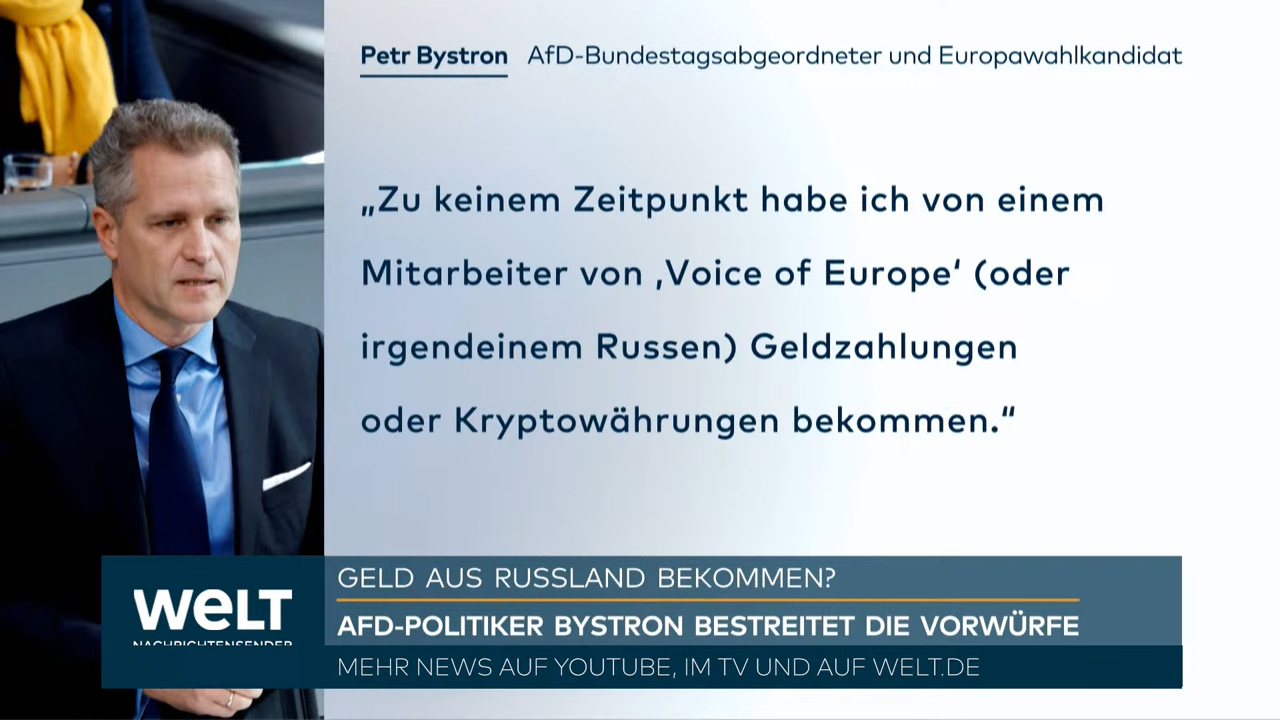 Petr Bystron AfD-Bundestagsabgeordneter und Europawahlkandidat
„Zu keinem Zeitpunkt habe ich von einem
Mitarbeiter von ‚Voice of Europe‘ (oder
irgendeinem Russen) Geldzahlungen
oder Kryptowährungen bekommen.“
GELD AUS RUSSLAND BEKOMMEN?
AFD-POLITIKER BYSTRON BESTREITET DIE VORWÜRFE
MEHR NEWS AUF YOUTUBE, IM TV UND AUF WELT.DE
WELT
NACHRICHTENSENDER